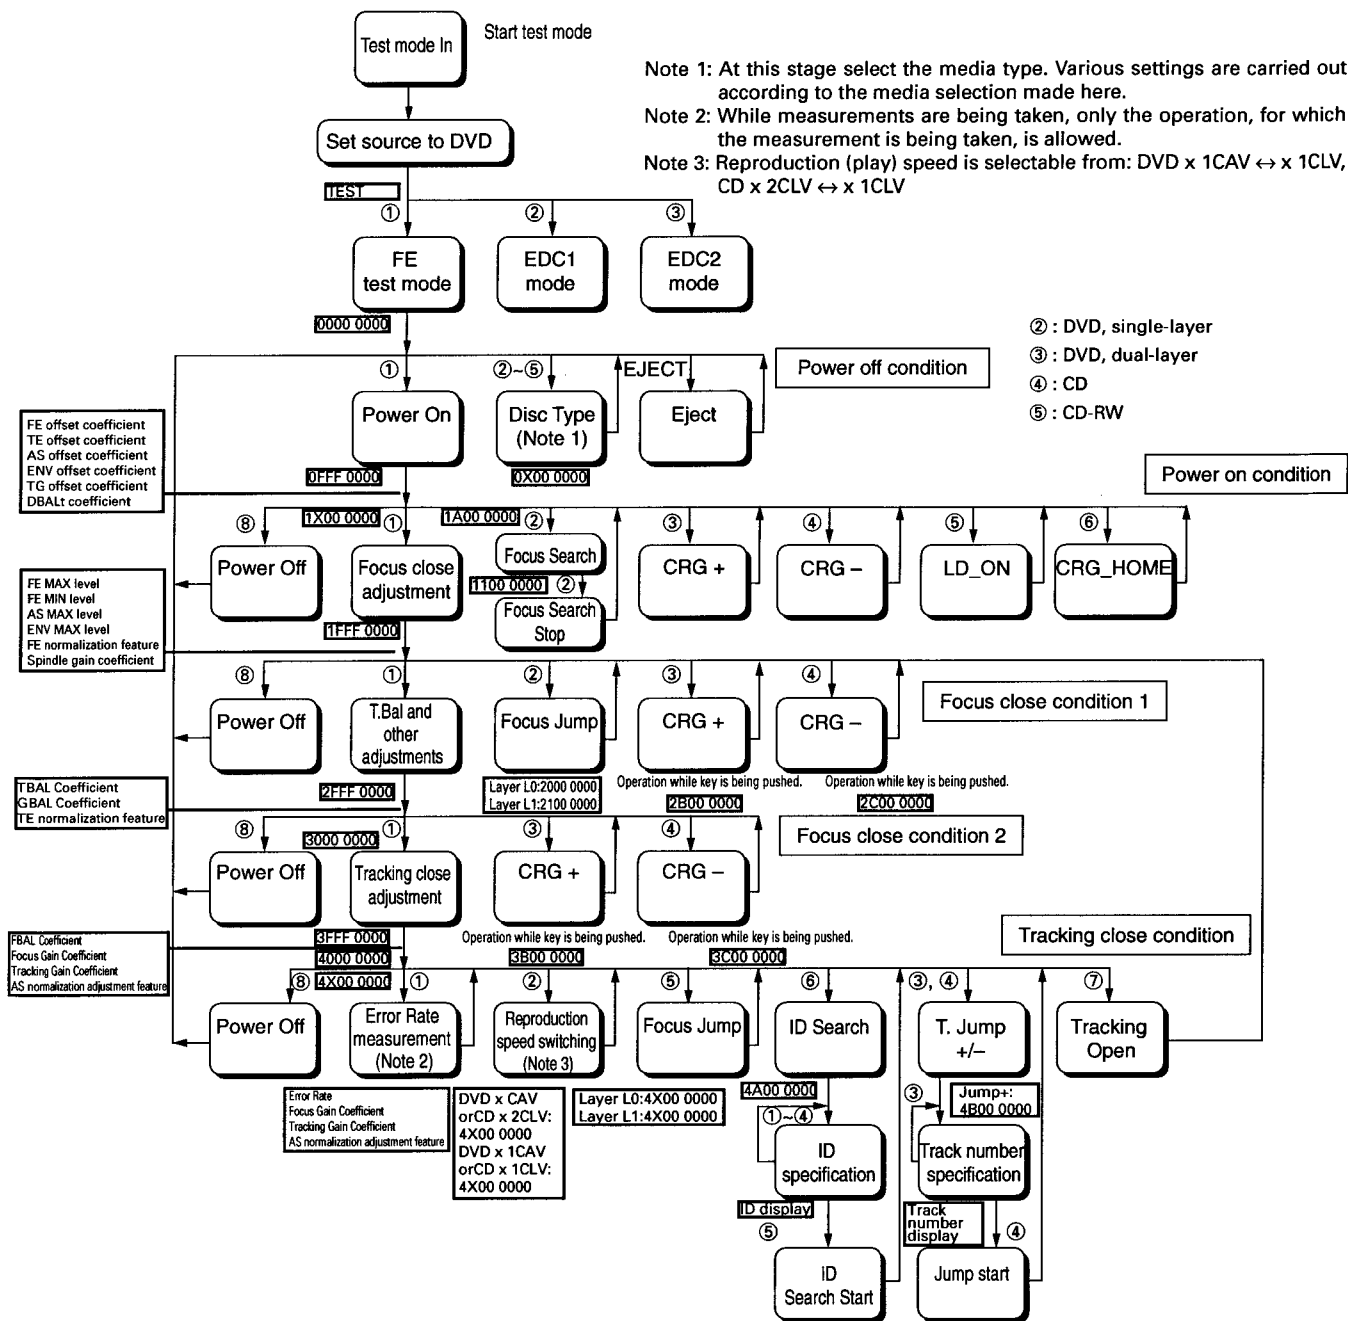 Test mode In
Start test mode
Note 1: At this stage select the media type. Various settings are carried out
according to the media selection made here.
Note 2: While measurements are being taken, only the operation, for which
the measurement is being taken, is allowed.
Note 3: Reproduction (play) speed is selectable from: DVD x 1CAV ↔ x 1CLV,
CD x 2CLV ↔ x 1CLV
Set source to DVD
TEST
① ② ③
FE
test mode
EDC1
mode
EDC2
mode
0000 0000
② : DVD, single-layer
③ : DVD, dual-layer
④ : CD
⑤ : CD-RW
① ②~⑤ EJECT
Power off condition
Power On
Disc Type
(Note 1)
Eject
FE offset coefficient
TE offset coefficient
AS offset coefficient
ENV offset coefficient
TG offset coefficient
DBALt coefficient
0FFF 0000
0X00 0000
Power on condition
⑧ 1X00 0000 ① 1A00 0000 ② ③ ④ ⑤ ⑥
Power Off
Focus close
adjustment
Focus Search
1100 0000 ②
Focus Search
Stop
CRG +
CRG –
LD_ON
CRG_HOME
FE MAX level
FE MIN level
AS MAX level
ENV MAX level
FE normalization feature
Spindle gain coefficient
1FFF 0000
⑧ ① ② ③ ④
Focus close condition 1
Power Off
T.Bal and
other
adjustments
Focus Jump
CRG +
CRG –
TBAL Coefficient
GBAL Coefficient
TE normalization feature
2FFF 0000
Layer L0:2000 0000
Layer L1:2100 0000
Operation while key is being pushed.
2B00 0000
Operation while key is being pushed.
2C00 0000
⑧ 3000 0000 ① ③ ④
Focus close condition 2
Power Off
Tracking close
adjustment
CRG +
CRG –
FBAL Coefficient
Focus Gain Coefficient
Tracking Gain Coefficient
AS normalization adjustment feature
3FFF 0000
4000 0000
Operation while key is being pushed.
3B00 0000
Operation while key is being pushed.
3C00 0000
Tracking close condition
⑧ 4X00 0000 ① ② ⑤ ⑥ ③, ④ ⑦
Power Off
Error Rate
measurement
(Note 2)
Reproduction
speed switching
(Note 3)
Focus Jump
ID Search
T. Jump
+/–
Tracking
Open
Error Rate
Focus Gain Coefficient
Tracking Gain Coefficient
AS normalization adjustment feature
DVD x CAV
orCD x 2CLV:
4X00 0000
DVD x 1CAV
orCD x 1CLV:
4X00 0000
Layer L0:4X00 0000
Layer L1:4X00 0000
4A00 0000
①~④
ID
specification
ID display
⑤
ID
Search Start
③
Jump+:
4B00 0000
Track number
specification
Track
number
display
④
Jump start